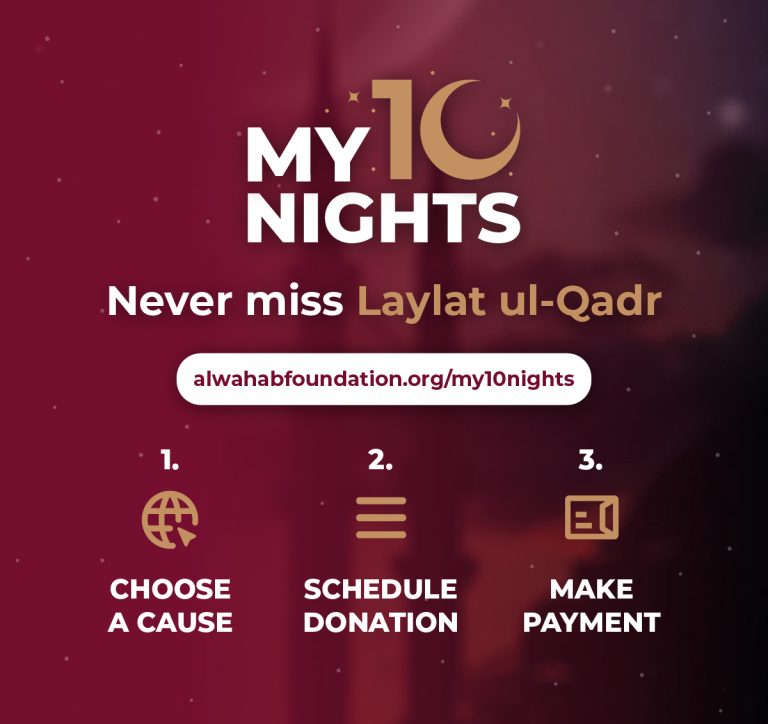 MY 10
NIGHTS
Never miss Laylat ul-Qadr
alwahabfoundation.org/my10nights
1.
CHOOSE
A CAUSE
2.
SCHEDULE
DONATION
3.
MAKE
PAYMENT